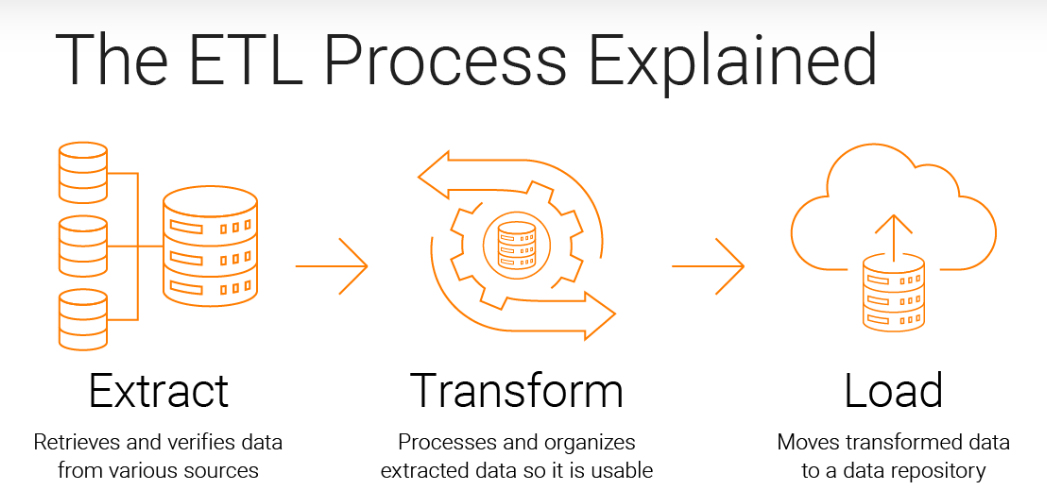 The ETL Process Explained
Extract
Retrieves and verifies data
from various sources
Transform
Processes and organizes
extracted data so it is usable
Load
Moves transformed data
to a data repository